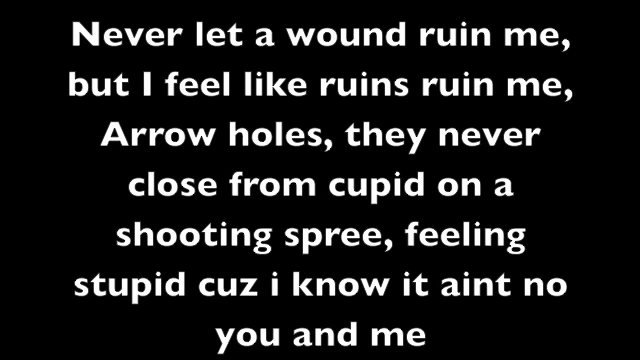 Never let a wound ruin me,
but I feel like ruins ruin me,
Arrow holes, they never
close from cupid on a
shooting spree, feeling
stupid cuz i know it aint no
you and me